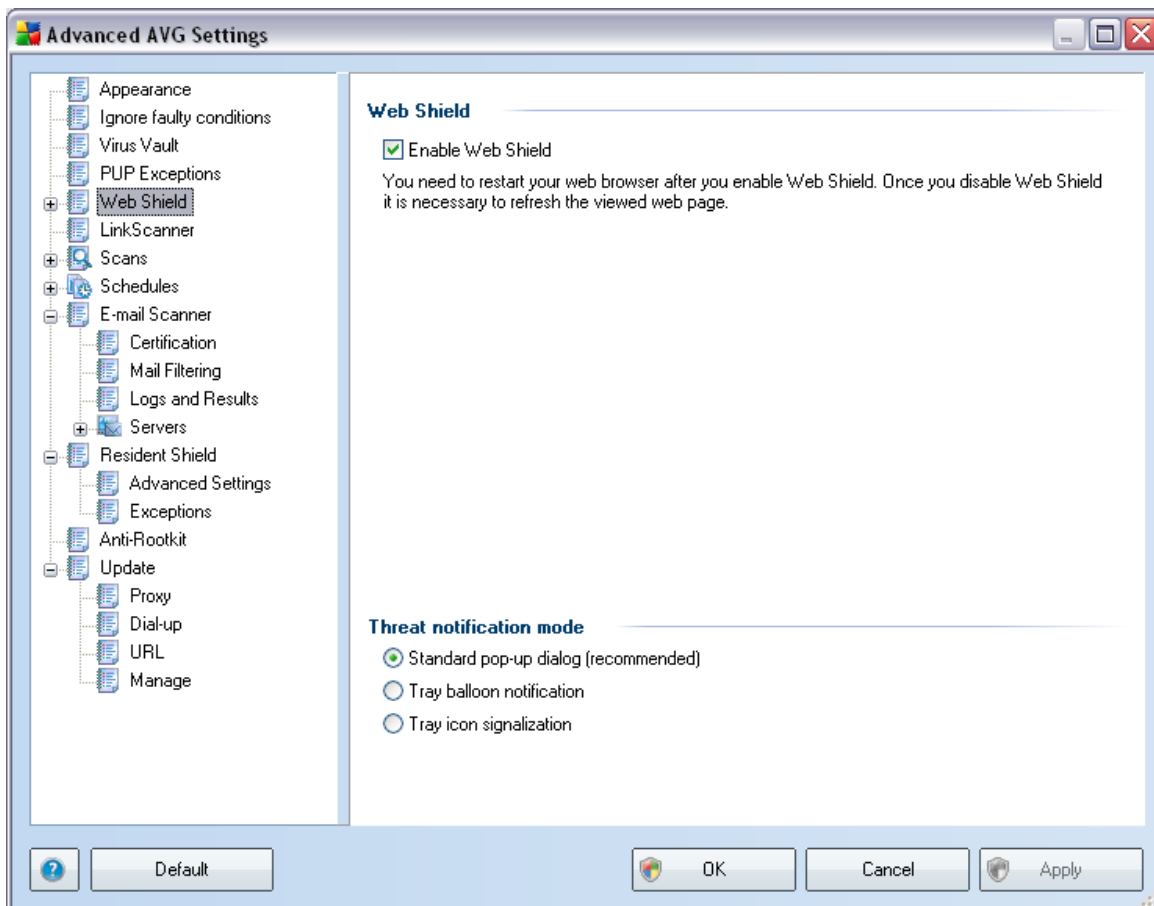 Advanced AVG Settings
Appearance
Ignore faulty conditions
Virus Vault
PUP Exceptions
Web Shield
LinkScanner
Scans
Schedules
E-mail Scanner
Certification
Mail Filtering
Logs and Results
Servers
Resident Shield
Advanced Settings
Exceptions
Anti-Rootkit
Update
Proxy
Dial-up
URL
Manage
Web Shield
Enable Web Shield
You need to restart your web browser after you enable Web Shield. Once you disable Web Shield
it is necessary to refresh the viewed web page.
Threat notification mode
Standard pop-up dialog (recommended)
Tray balloon notification
Tray icon signalization
?
Default
OK
Cancel
Apply